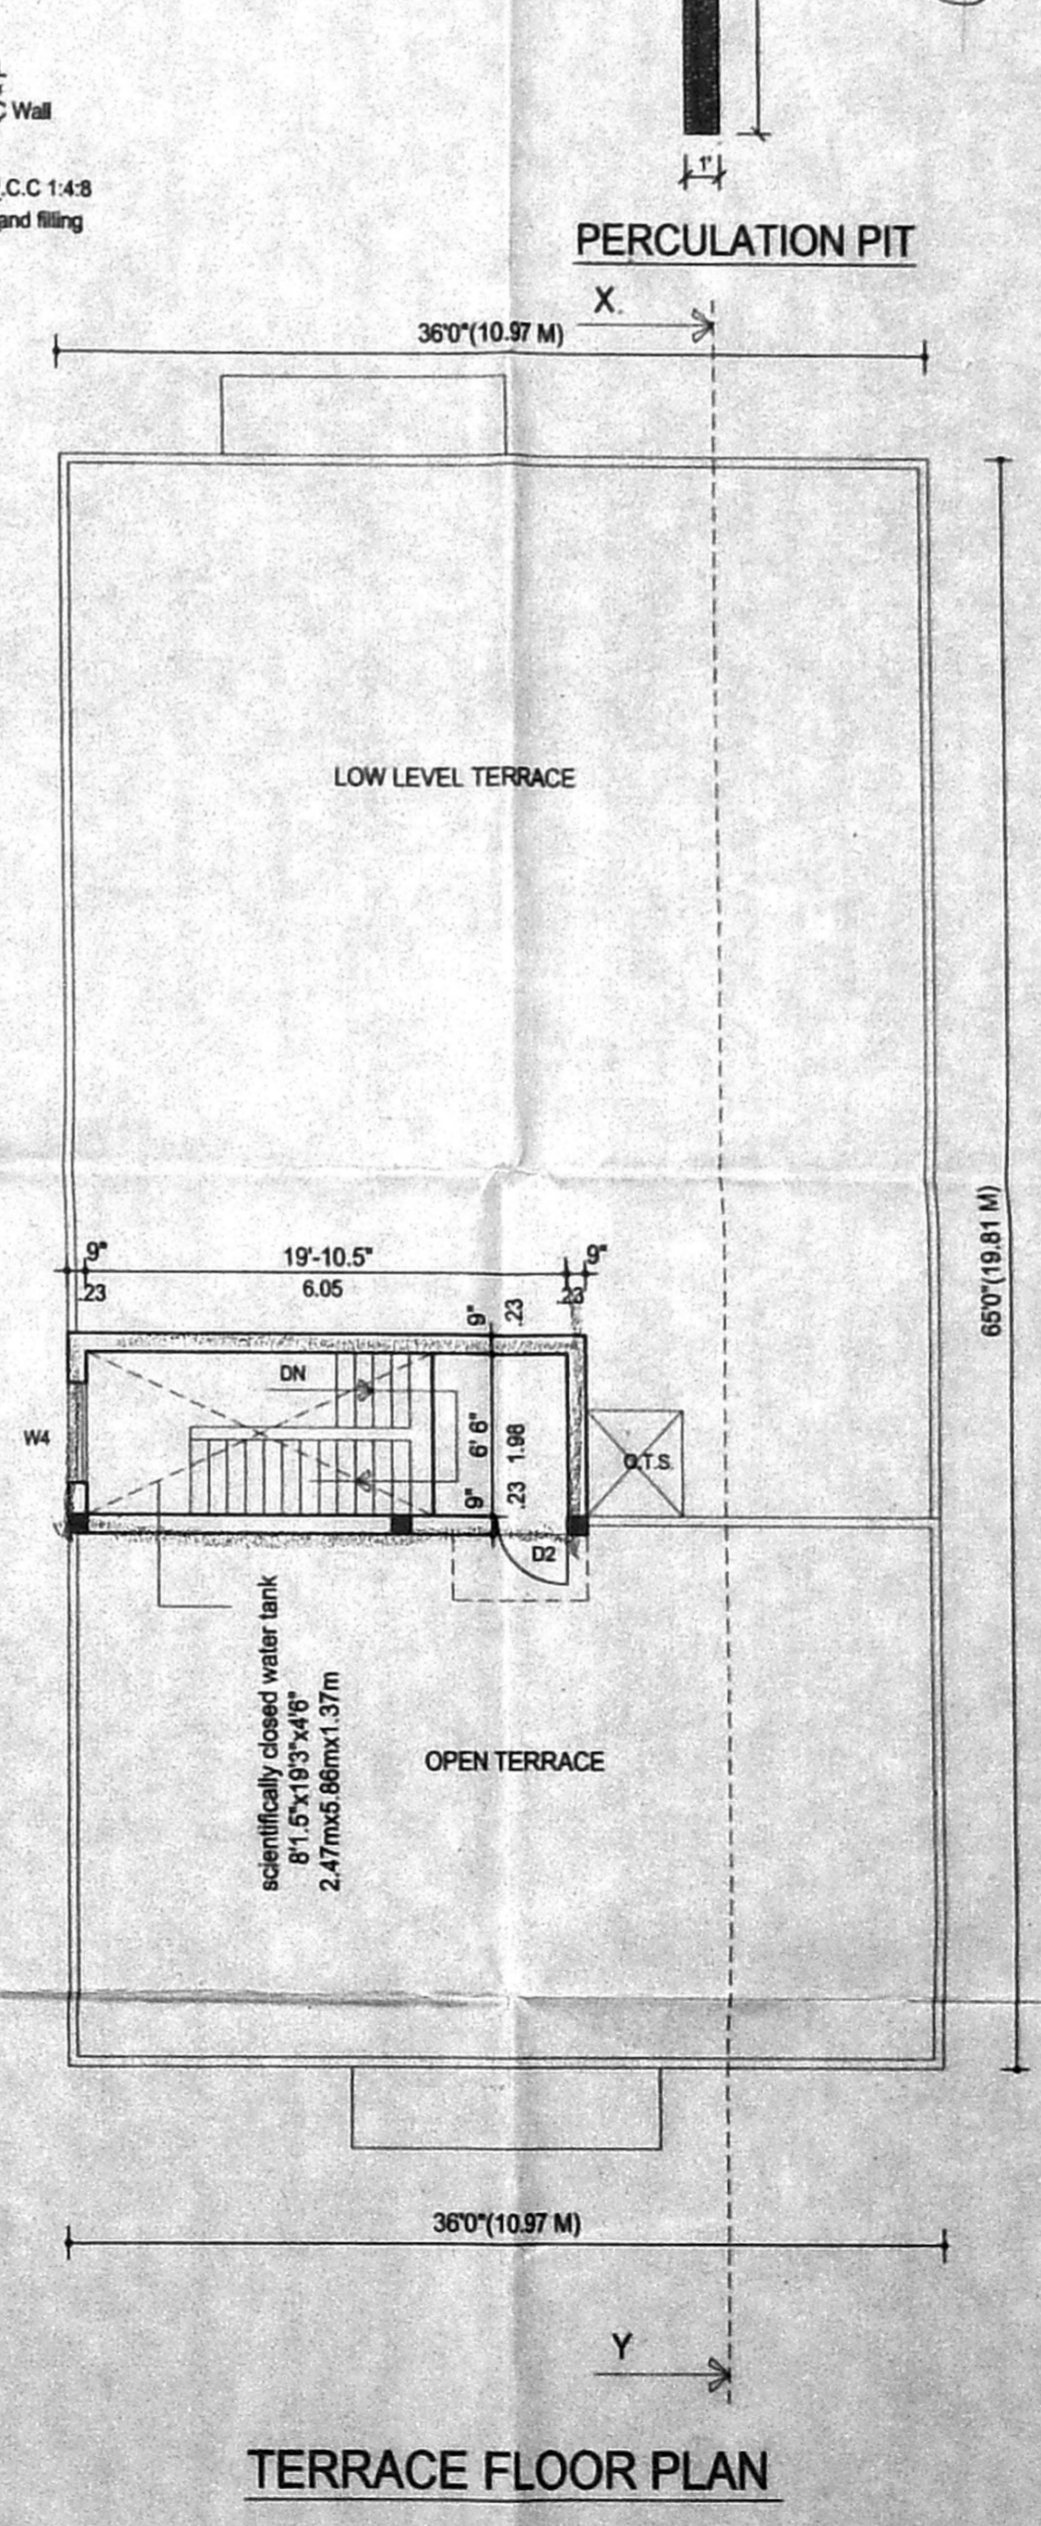 C Wall
.C.C 1:4:8
and filling
1'
PERCULATION PIT
X.
36'0"(10.97 M)
LOW LEVEL TERRACE
65'0"(19.81 M)
9"
19'-10.5"
9"
.23
6.05
.23
9"
.23
DN
W4
6' 6"
1.98
O.T.S.
9"
.23
D2
scientifically closed water tank
8'1.5"x19'3"x4'6"
2.47mx5.86mx1.37m
OPEN TERRACE
36'0"(10.97 M)
Y
TERRACE FLOOR PLAN